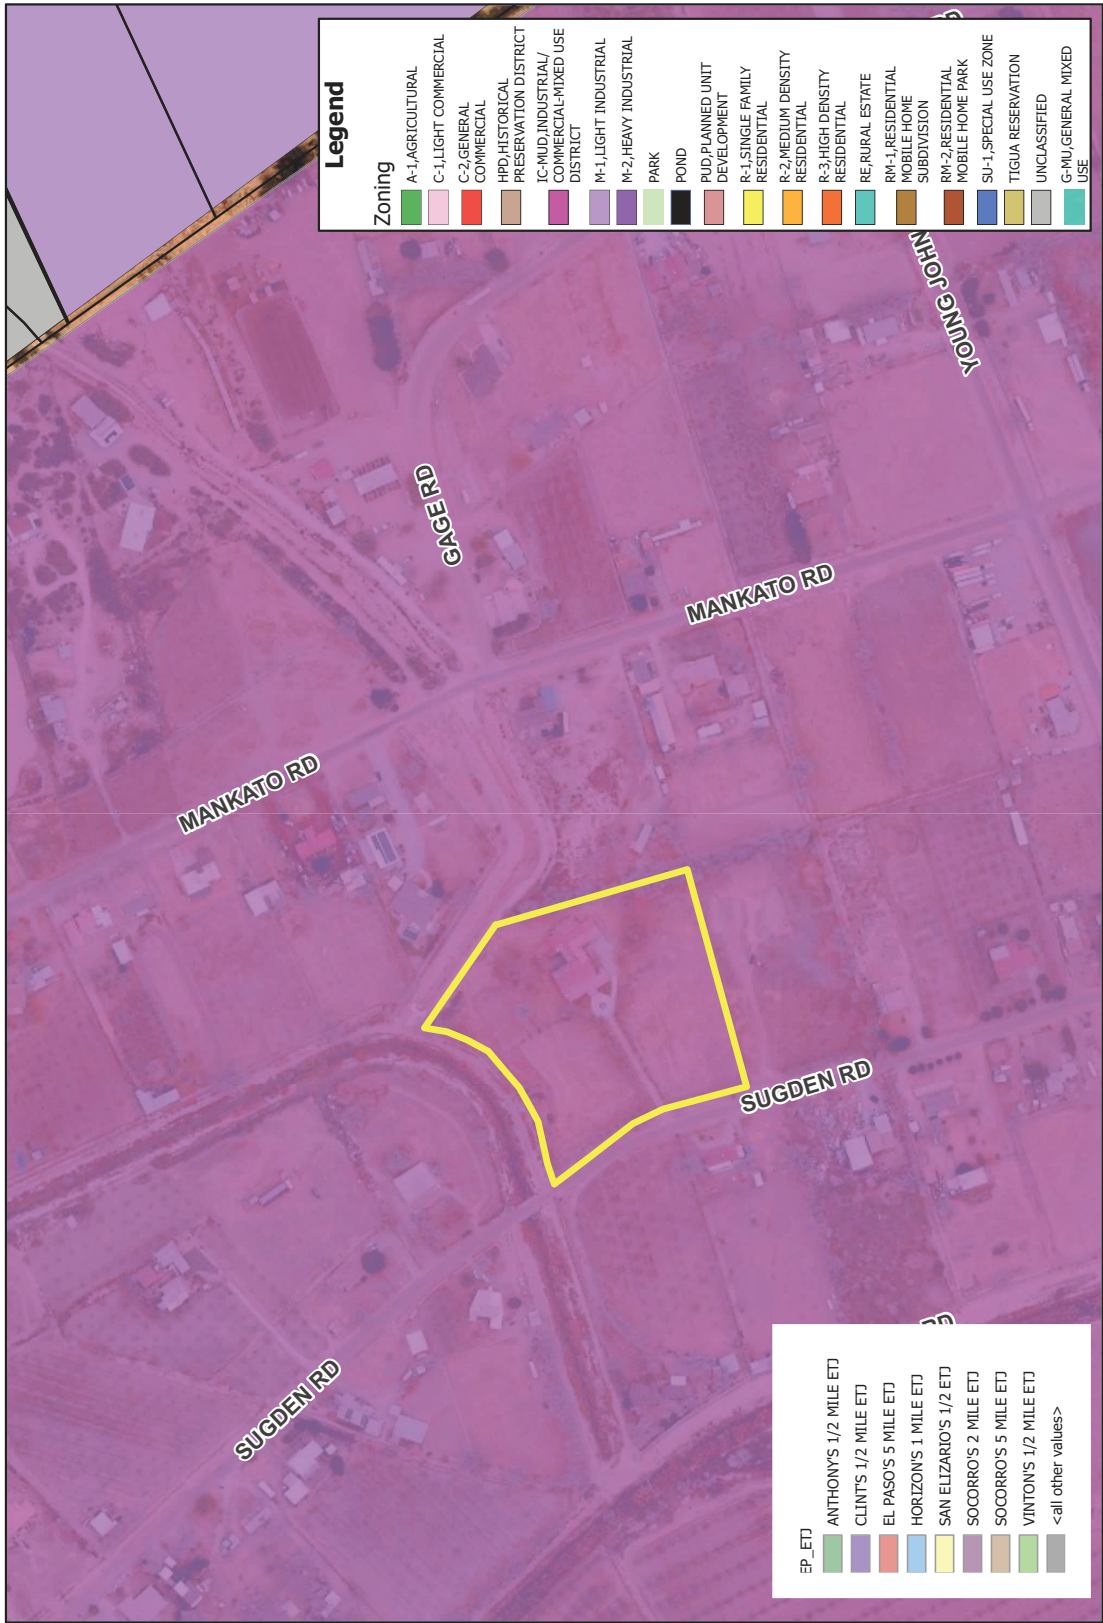 Legend
Zoning
A-1,AGRICULTURAL
C-1,LIGHT COMMERCIAL
C-2,GENERAL
COMMERCIAL
HPD,HISTORICAL
PRESERVATION DISTRICT
IC-MUD,INDUSTRIAL/
COMMERCIAL-MIXED USE
DISTRICT
M-1,LIGHT INDUSTRIAL
M-2,HEAVY INDUSTRIAL
PARK
POND
PUD,PLANNED UNIT
DEVELOPMENT
R-1,SINGLE FAMILY
RESIDENTIAL
R-2,MEDIUM DENSITY
RESIDENTIAL
R-3,HIGH DENSITY
RESIDENTIAL
RE,RURAL ESTATE
RM-1,RESIDENTIAL
MOBILE HOME
SUBDIVISION
RM-2,RESIDENTIAL
MOBILE HOME PARK
SU-1,SPECIAL USE ZONE
TIGUA RESERVATION
UNCLASSIFIED
G-MU,GENERAL MIXED
USE
GAGE RD
YOUNG JOHN
RD
MANKATO RD
MANKATO RD
SUGDEN RD
SUGDEN RD
RD
EP_ETJ
ANTHONY'S 1/2 MILE ETJ
CLINT'S 1/2 MILE ETJ
EL PASO'S 5 MILE ETJ
HORIZON'S 1 MILE ETJ
SAN ELIZARIO'S 1/2 ETJ
SOCORRO'S 2 MILE ETJ
SOCORRO'S 5 MILE ETJ
VINTON'S 1/2 MILE ETJ
<all other values>